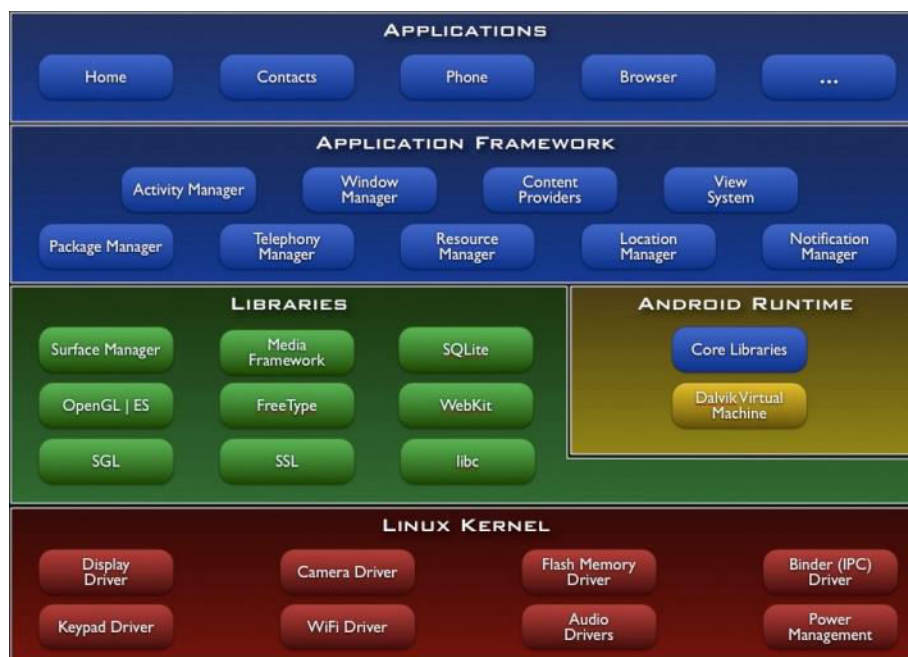 APPLICATIONS
Home
Contacts
Phone
Browser
...
APPLICATION FRAMEWORK
Activity Manager
Window
Manager
Content
Providers
View
System
Package Manager
Telephony
Manager
Resource
Manager
Location
Manager
Notification
Manager
LIBRARIES
Surface Manager
Media
Framework
SQLite
OpenGL | ES
FreeType
WebKit
SGL
SSL
libc
ANDROID RUNTIME
Core Libraries
Dalvik Virtual
Machine
LINUX KERNEL
Display
Driver
Camera Driver
Flash Memory
Driver
Binder (IPC)
Driver
Keypad Driver
WiFi Driver
Audio
Drivers
Power
Management